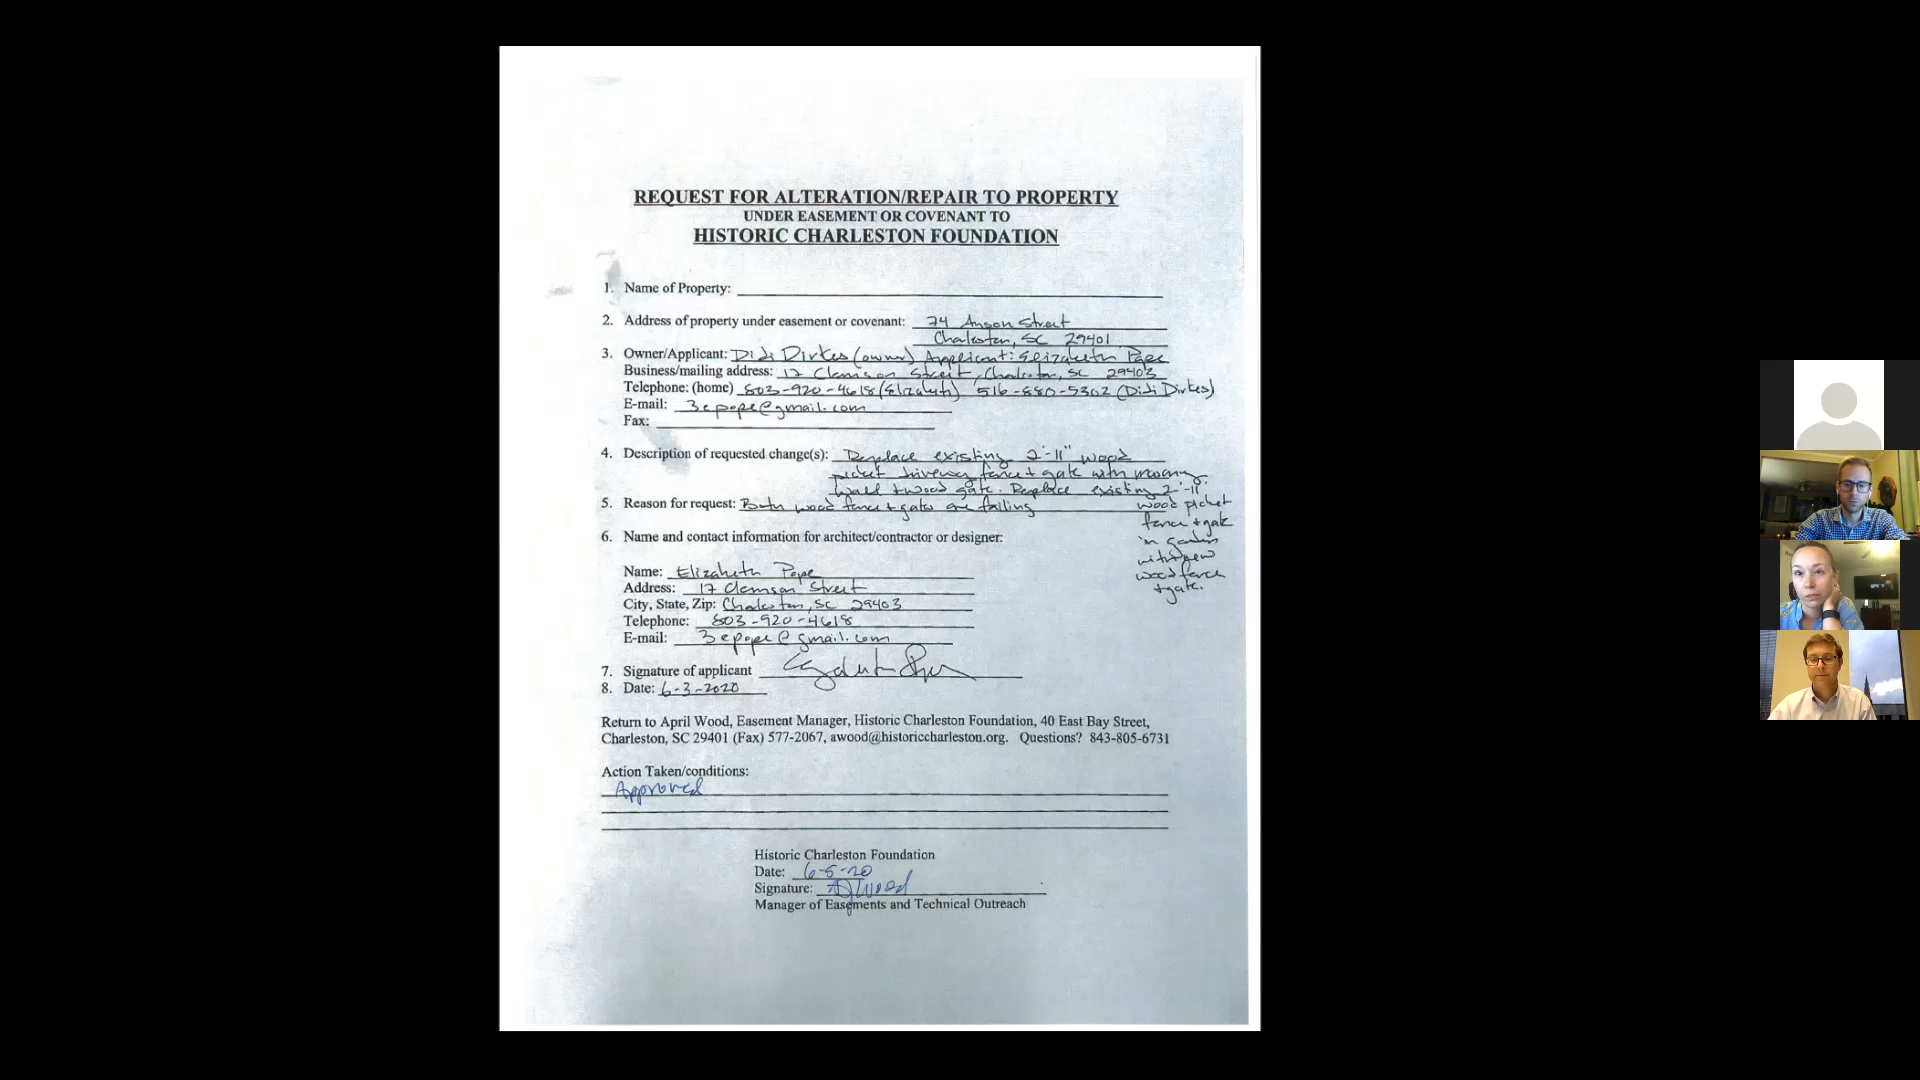 REQUEST FOR ALTERATION/REPAIR TO PROPERTY
UNDER EASEMENT OR COVENANT TO
HISTORIC CHARLESTON FOUNDATION
1. Name of Property:
2. Address of property under easement or covenant: 74 Anson Street
Charleston, SC 29401
3. Owner/Applicant: Didi Dirkes (owner) Applicant: Elizabeth Pope
Business/mailing address: 17 Clemson Street, Charleston, SC 29403
Telephone: (home) 803-920-4618 (Elizabeth) 516-880-5302 (Didi Dirkes)
E-mail: 3epope@gmail.com
Fax:
4. Description of requested change(s): Replace existing 2'-11" wood
picket driveway fence + gate with masonry
wall + wood gate. Replace existing 2'-11"
wood picket
fence + gate
in garden
with new
wood fence
+ gate.
5. Reason for request: Both wood fence + gates are failing
6. Name and contact information for architect/contractor or designer:
Name: Elizabeth Pope
Address: 17 Clemson Street
City, State, Zip: Charleston, SC 29403
Telephone: 803-920-4618
E-mail: 3epope@gmail.com
7. Signature of applicant
8. Date: 6-3-2020
Return to April Wood, Easement Manager, Historic Charleston Foundation, 40 East Bay Street,
Charleston, SC 29401 (Fax) 577-2067, awood@historiccharleston.org. Questions? 843-805-6731
Action Taken/conditions:
Approved
Historic Charleston Foundation
Date: 6-5-20
Signature: AJWood
Manager of Easements and Technical Outreach